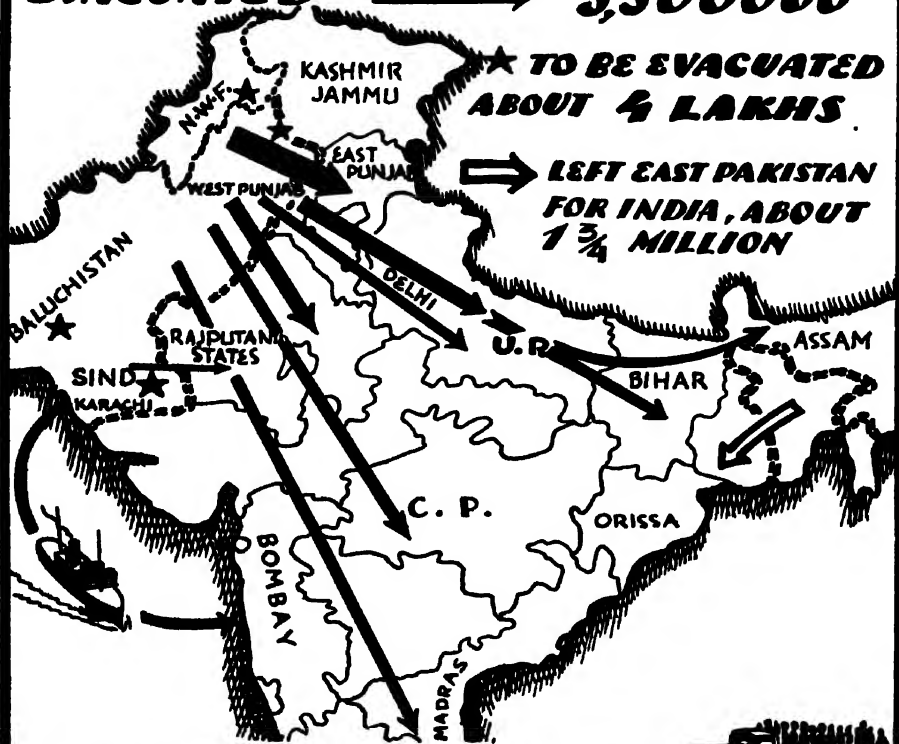 EVACUATED
★ TO BE EVACUATED
ABOUT 4 LAKHS
LEFT EAST PAKISTAN
FOR INDIA, ABOUT
1 3/4 MILLION
KASHMIR
JAMMU
N.W.F.
EAST
PUNJAB
WEST PUNJAB
BALUCHISTAN
DELHI
RAJPUTANA
STATES
U.P.
ASSAM
SIND
BIHAR
KARACHI
C. P.
ORISSA
BOMBAY
MADRAS